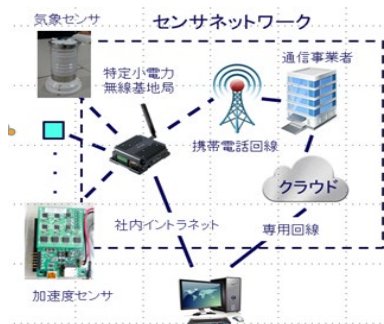 気象センサ
センサネットワーク
通信事業者
特定小電力
無線基地局
携帯電話回線
クラウド
社内イントラネット
専用回線
加速度センサ